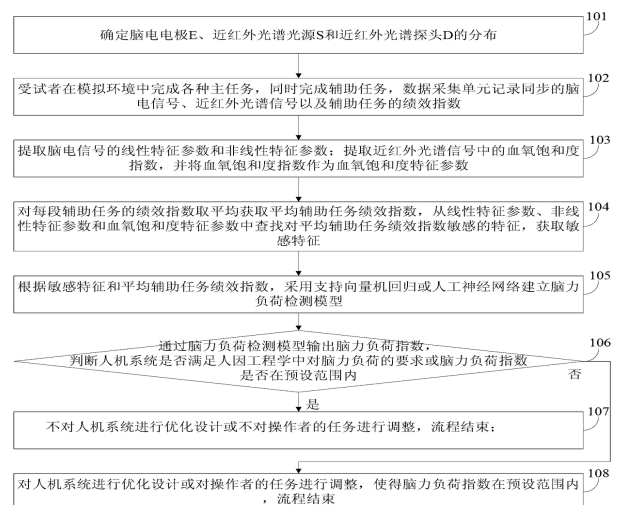 101
确定脑电电极E、近红外光谱光源S和近红外光谱探头D的分布
102
受试者在模拟环境中完成各种主任务，同时完成辅助任务，数据采集单元记录同步的脑
电信号、近红外光谱信号以及辅助任务的绩效指数
103
提取脑电信号的线性特征参数和非线性特征参数；提取近红外光谱信号中的血氧饱和度
指数，并将血氧饱和度指数作为血氧饱和度特征参数
104
对每段辅助任务的绩效指数取平均获取平均辅助任务绩效指数，从线性特征参数、非线
性特征参数和血氧饱和度特征参数中查找对平均辅助任务绩效指数敏感的特征，获取敏
感特征
105
根据敏感特征和平均辅助任务绩效指数，采用支持向量机回归或人工神经网络建立脑力
负荷检测模型
106
通过脑力负荷检测模型输出脑力负荷指数，
判断人机系统是否满足人因工程学中对脑力负荷的要求或脑力负荷指数
是否在预设范围内
否
是
107
不对人机系统进行优化设计或不对操作者的任务进行调整，流程结束；
108
对人机系统进行优化设计或对操作者的任务进行调整，使得脑力负荷指数在预设范围内
，流程结束